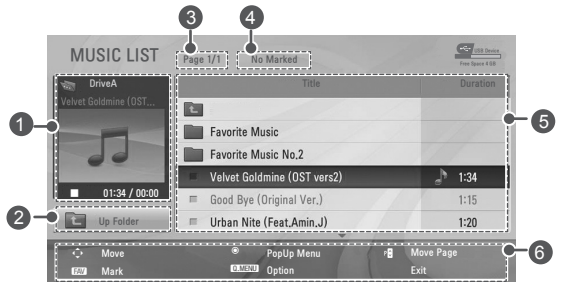 3
4
MUSIC LIST
Page 1/1
No Marked
USB Device
Free Space 4 GB
DriveA
Velvet Goldmine (OST...
01:34 / 00:00
Up Folder
Title
Duration
Favorite Music
Favorite Music No,2
Velvet Goldmine (OST vers2) 1:34
Good Bye (Original Ver.) 1:15
Urban Nite (Feat,Amin,J) 1:20
1
2
5
6
Move
PopUp Menu
P
Move Page
FAV Mark
Q.MENU Option
Exit